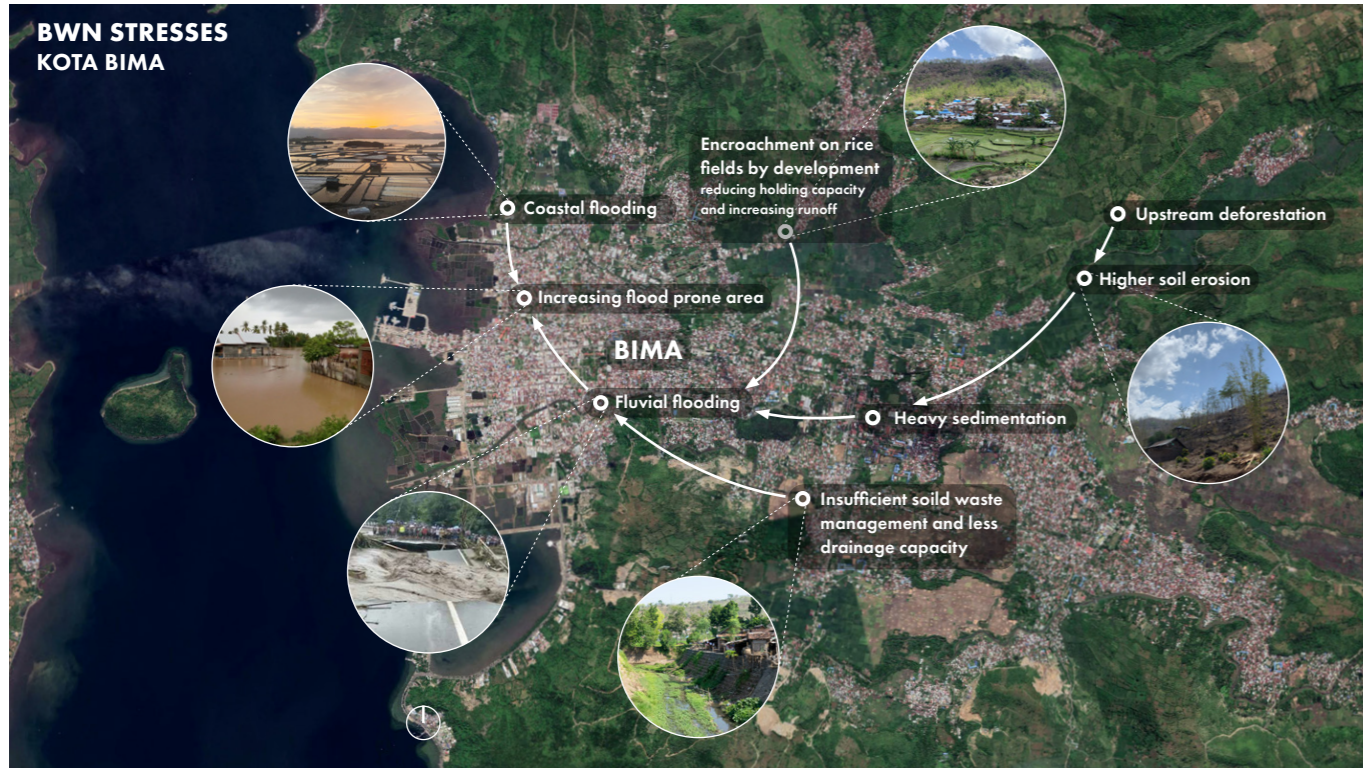 BWN STRESSES
KOTA BIMA
Encroachment on rice
fields by development
reducing holding capacity
and increasing runoff
Coastal flooding
Upstream deforestation
Higher soil erosion
Increasing flood prone area
BIMA
Fluvial flooding
Heavy sedimentation
Insufficient soild waste
management and less
drainage capacity